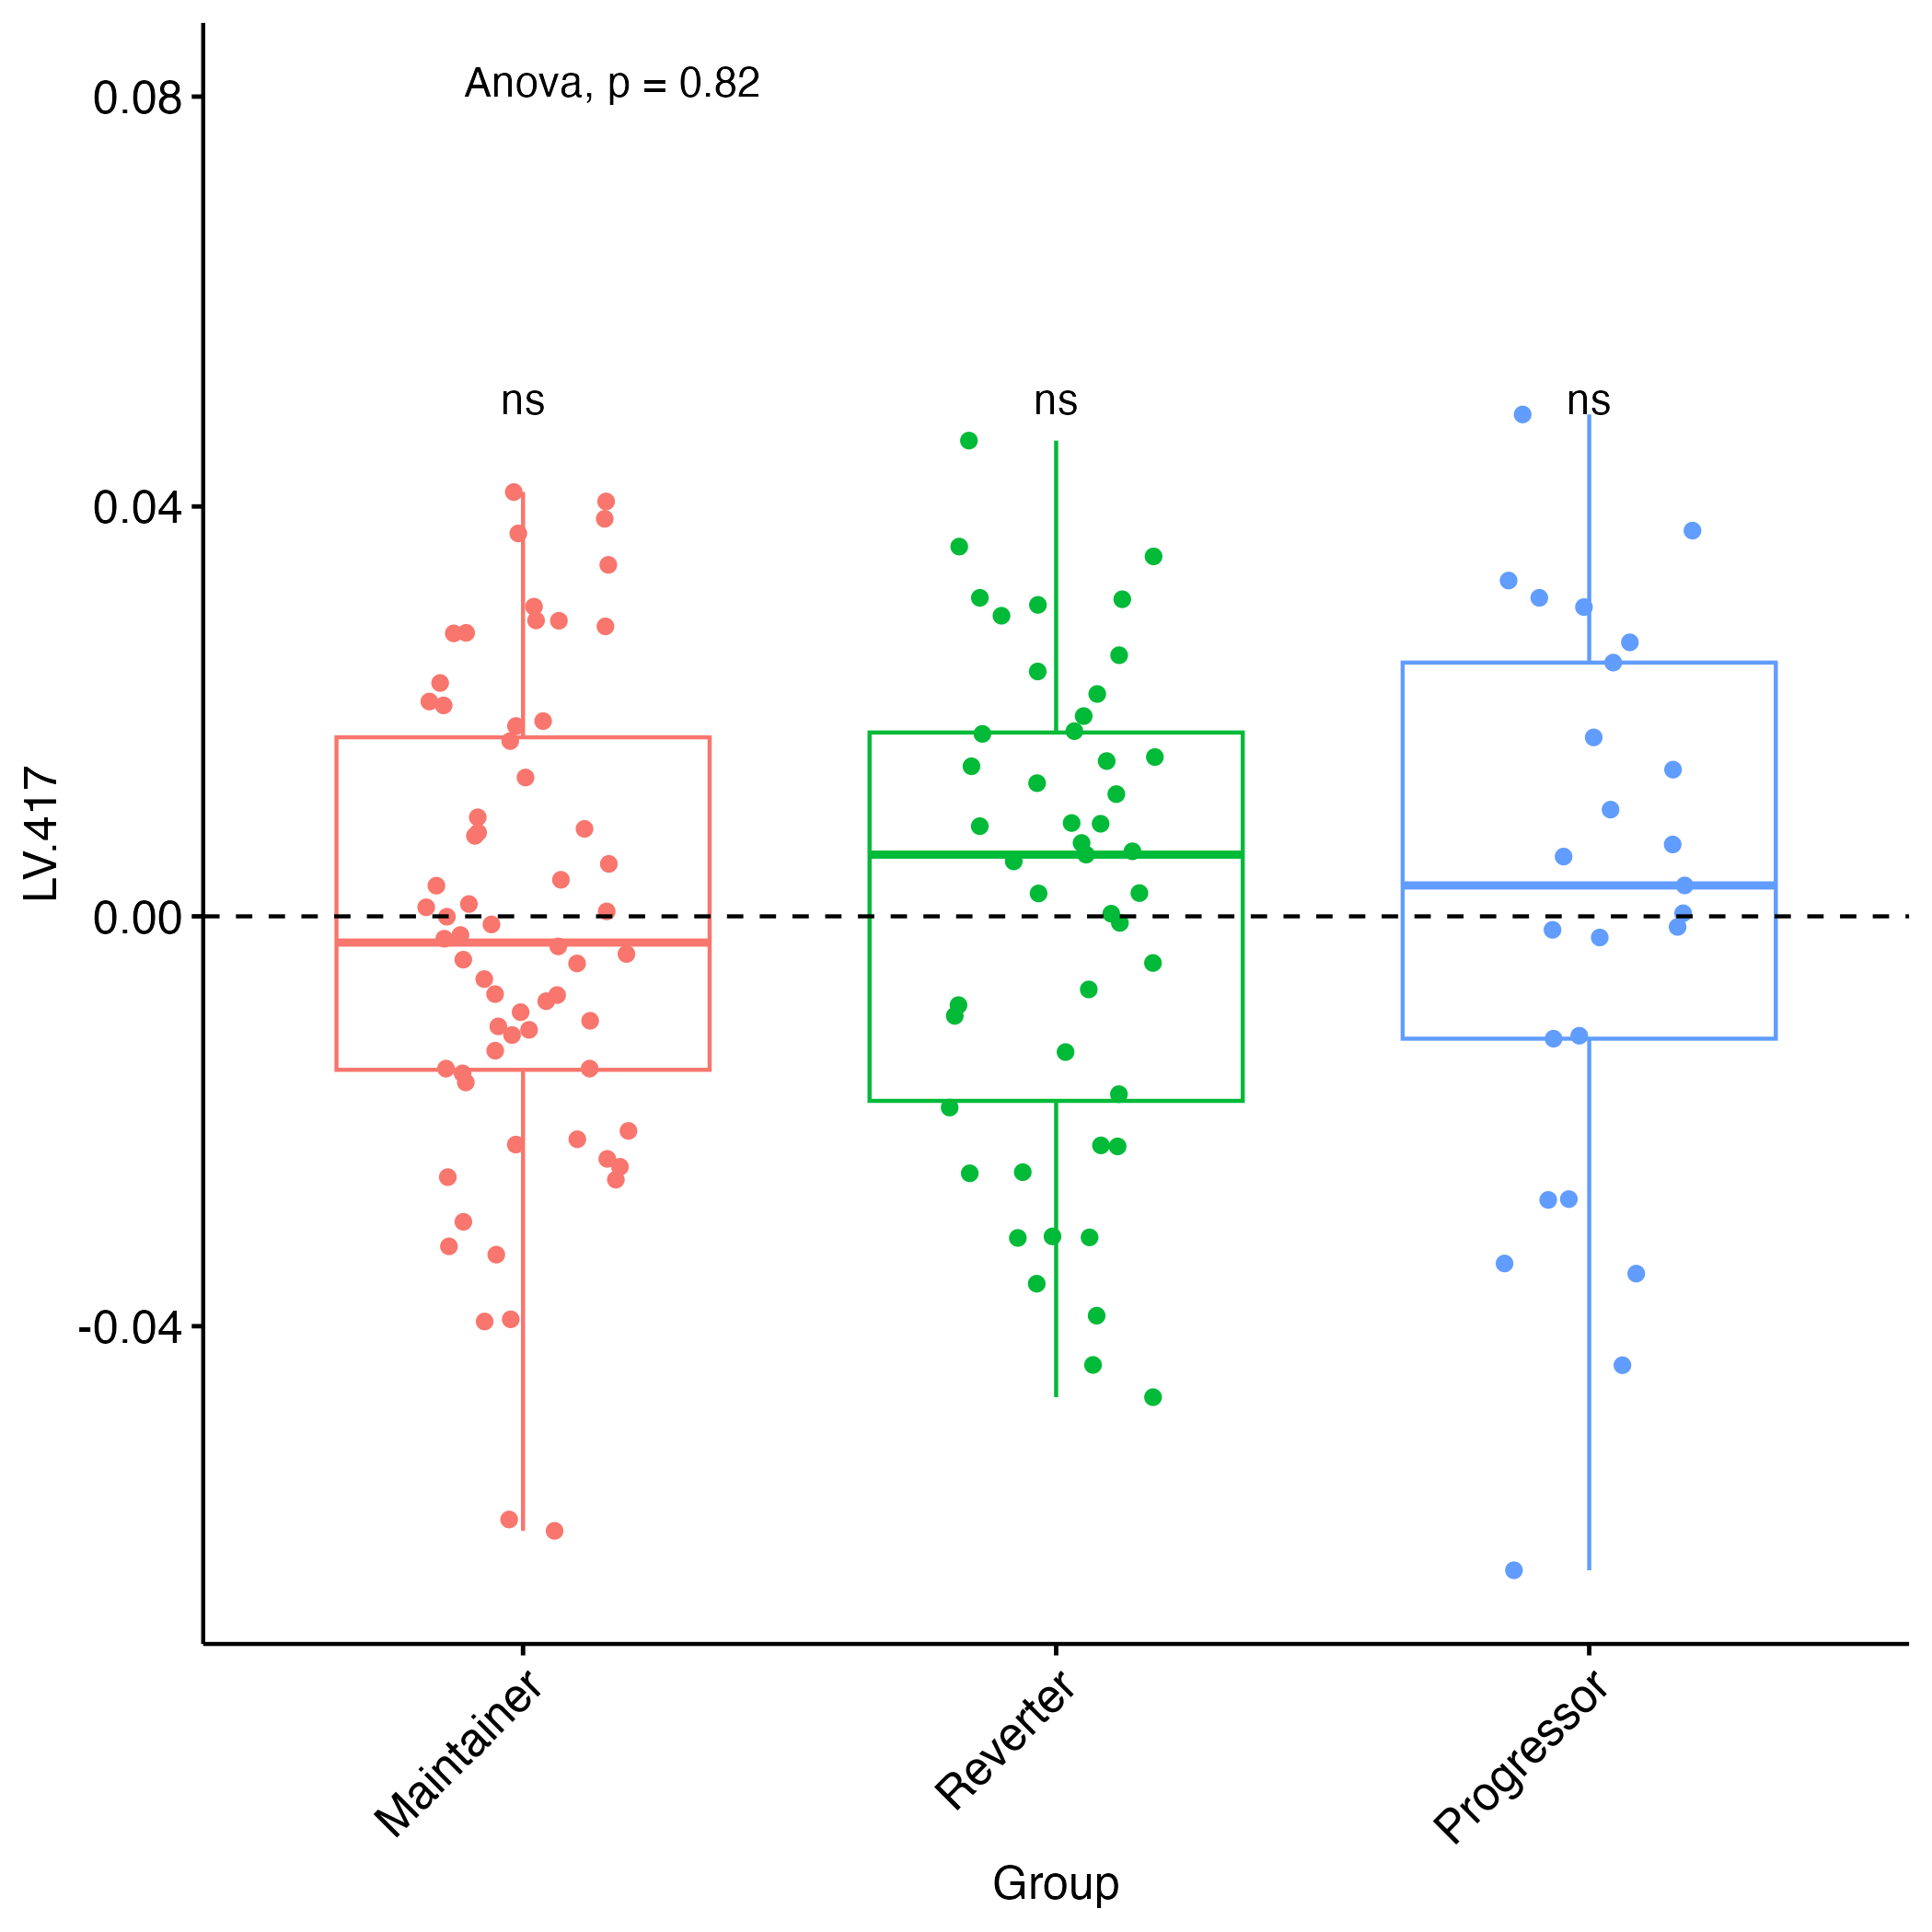 Anova, p = 0.82
0.08
0.04
0.00
-0.04
LV.417
ns
ns
ns
Maintainer
Reverter
Progressor
Group